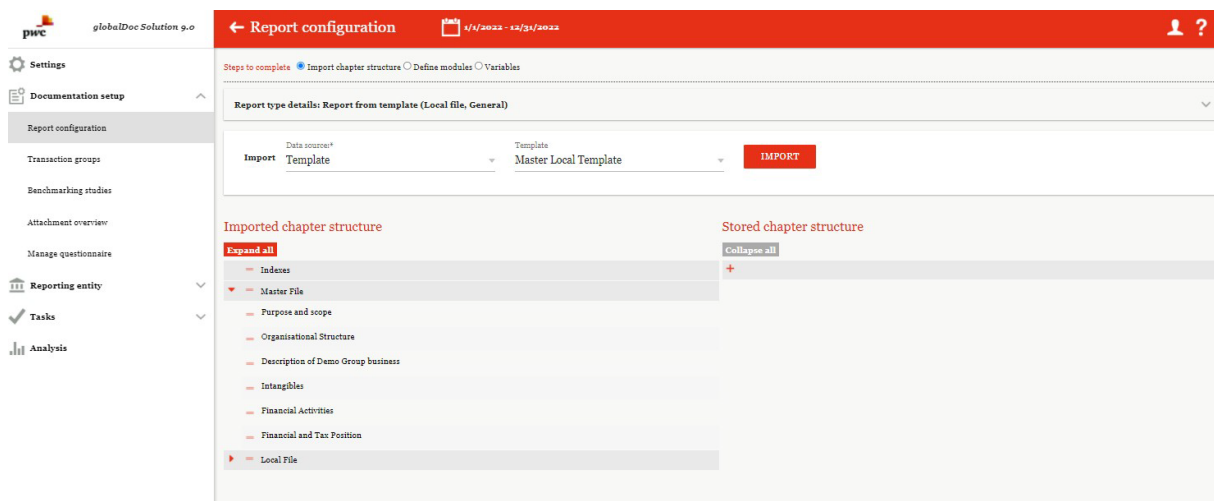 pwc
globalDoc Solution 9.0
← Report configuration
1/1/2022 - 12/31/2022
?
Settings
Documentation setup
Report configuration
Transaction groups
Benchmarking studies
Attachment overview
Manage questionnaire
Reporting entity
Tasks
Analysis
Steps to complete Import chapter structure Define modules Variables
Report type details: Report from template (Local file, General)
Data source:* Template
Import Template Master Local Template IMPORT
Imported chapter structure
Expand all
Indexes
Master File
Purpose and scope
Organisational Structure
Description of Demo Group business
Intangibles
Financial Activities
Financial and Tax Position
Local File
Stored chapter structure
Collapse all
+